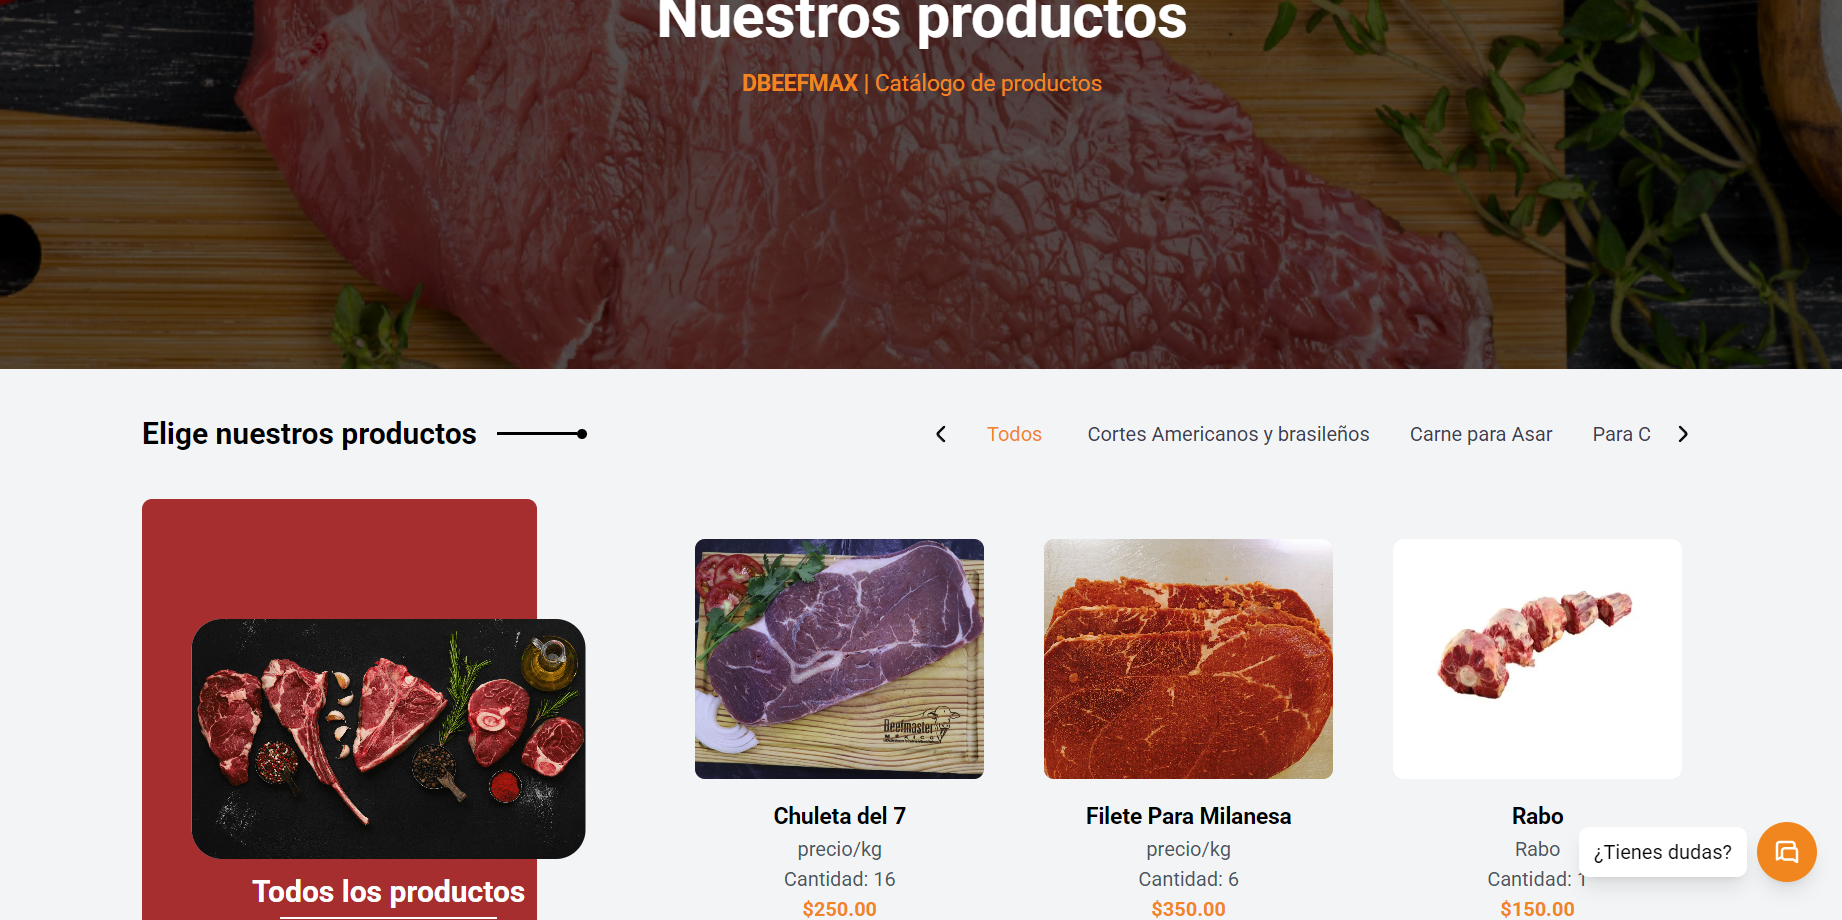 Nuestros productos
DBEEFMAX | Catálogo de productos
Elige nuestros productos
Todos
Cortes Americanos y brasileños
Carne para Asar
Para C
Beefmaster
MÉXICO
Todos los productos
Chuleta del 7
precio/kg
Cantidad: 16
$250.00
Filete Para Milanesa
precio/kg
Cantidad: 6
$350.00
Rabo
Rabo
Cantidad: 1
$150.00
¿Tienes dudas?